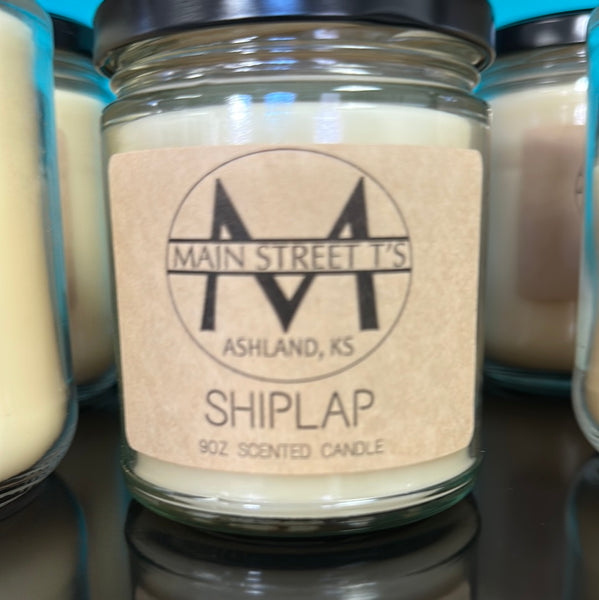 M
MAIN STREET T'S
ASHLAND, KS
SHIPLAP
9OZ SCENTED CANDLE